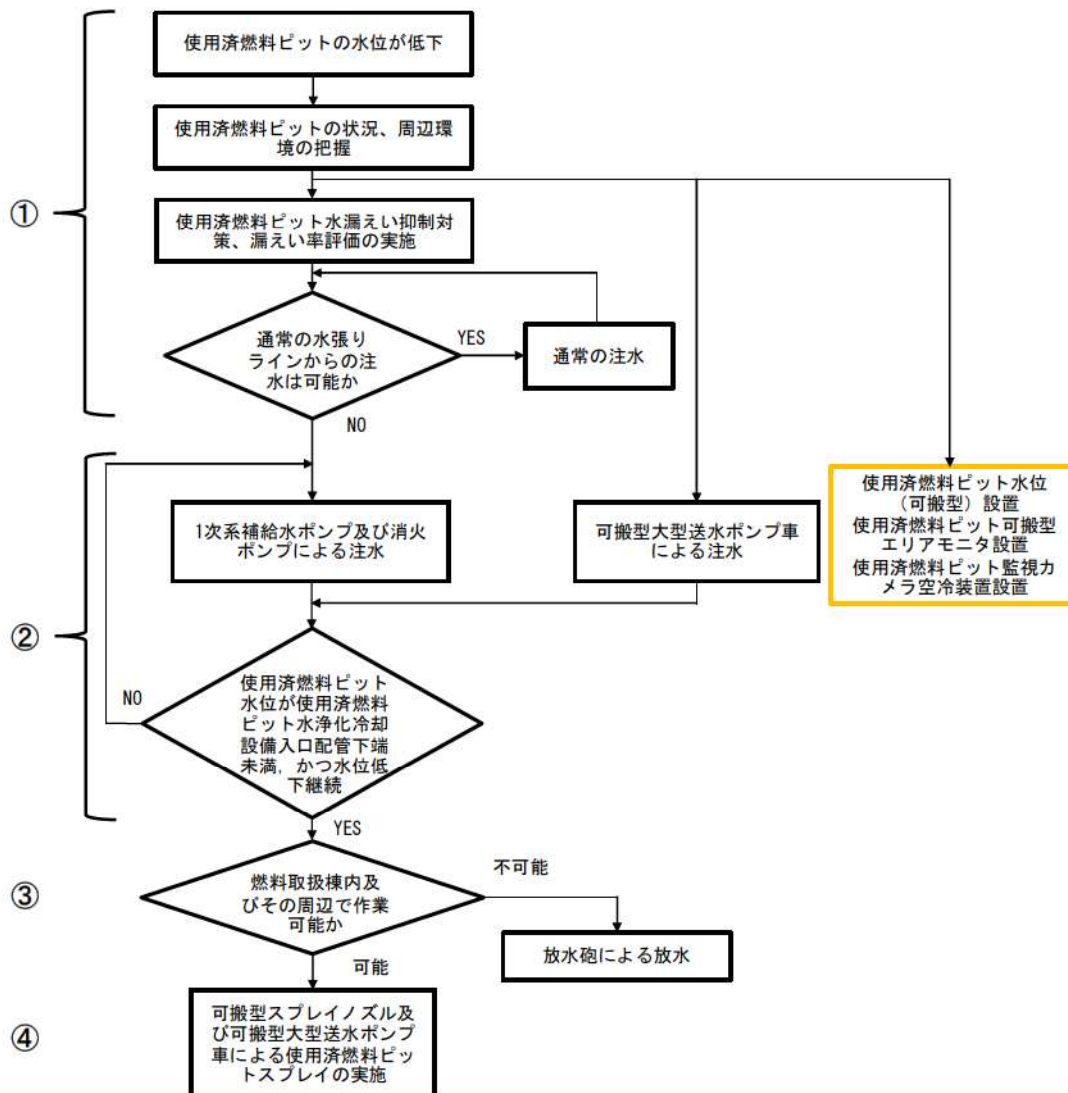 使用済燃料ピットの水位が低下
使用済燃料ピットの状況、周辺環
境の把握
①
使用済燃料ピット水漏えい抑制対
策、漏えい率評価の実施
通常の水張り
ラインからの注
水は可能か
YES
通常の注水
NO
使用済燃料ピット水位
（可搬型）設置
使用済燃料ピット可搬型
エリアモニタ設置
使用済燃料ピット監視カ
メラ空冷装置設置
1次系補給水ポンプ及び消火
ポンプによる注水
可搬型大型送水ポンプ車
による注水
②
NO
使用済燃料ピット
水位が使用済燃料
ピット水浄化冷却
設備入口配管下端
未満，かつ水位低
下継続
YES
③
燃料取扱棟内及
びその周辺で作業
可能か
不可能
放水砲による放水
可能
④
可搬型スプレイノズル及
び可搬型大型送水ポンプ
車による使用済燃料ピッ
トスプレイの実施